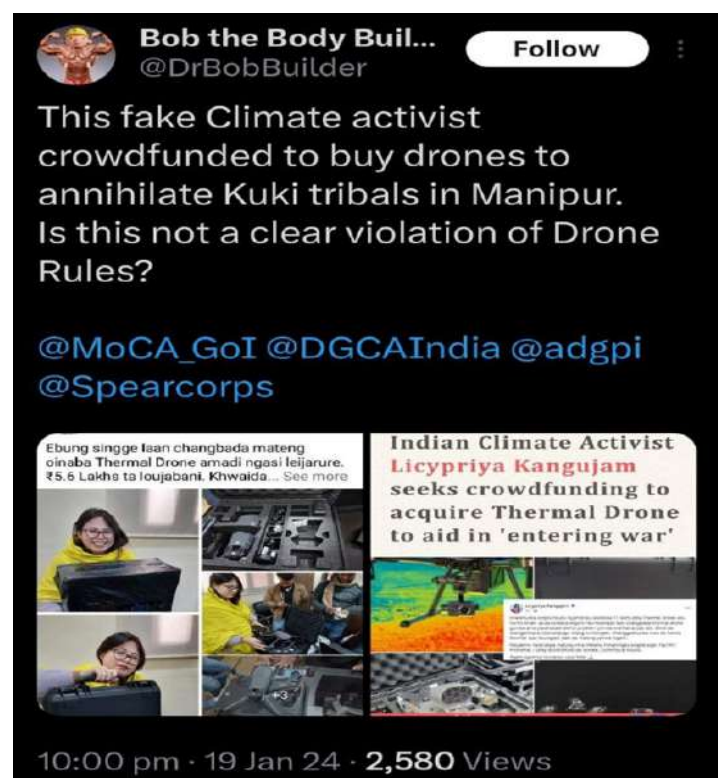 Bob the Body Buil...
@DrBobBuilder
Follow
This fake Climate activist
crowdfunded to buy drones to
annihilate Kuki tribals in Manipur.
Is this not a clear violation of Drone
Rules?
@MoCA_GoI @DGCAIndia @adgpi
@Spearcorps
Ebung singge laan changbada mateng
oinaba Thermal Drone amadi ngasi leijarure.
₹5.6 Lakhs ta loujabani. Khwaida... See more
+3
Indian Climate Activist
Licypriya Kangujam
seeks crowdfunding to
acquire Thermal Drone
to aid in 'entering war'
10:00 pm · 19 Jan 24 · 2,580 Views